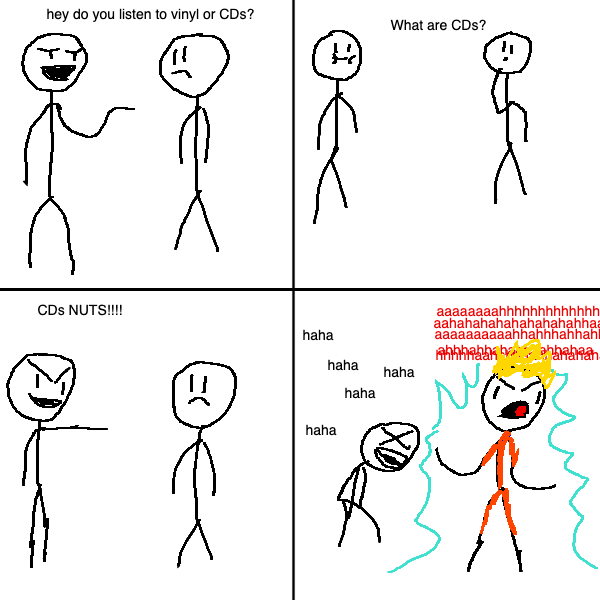 hey do you listen to vinyl or CDs?
What are CDs?
CDs NUTS!!!!
haha
haha
haha
haha
haha
aaaaaaaahhhhhhhhhhhhh
aahahahahahahahahahhaa
aaaaaaaaaahhahhhahhahl